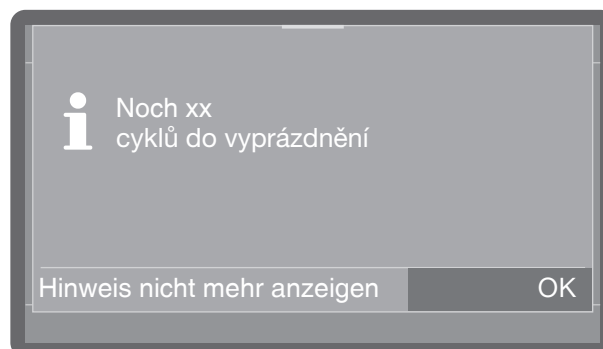 Noch xx
cyklů do vyprázdnění
Hinweis nicht mehr anzeigen
OK